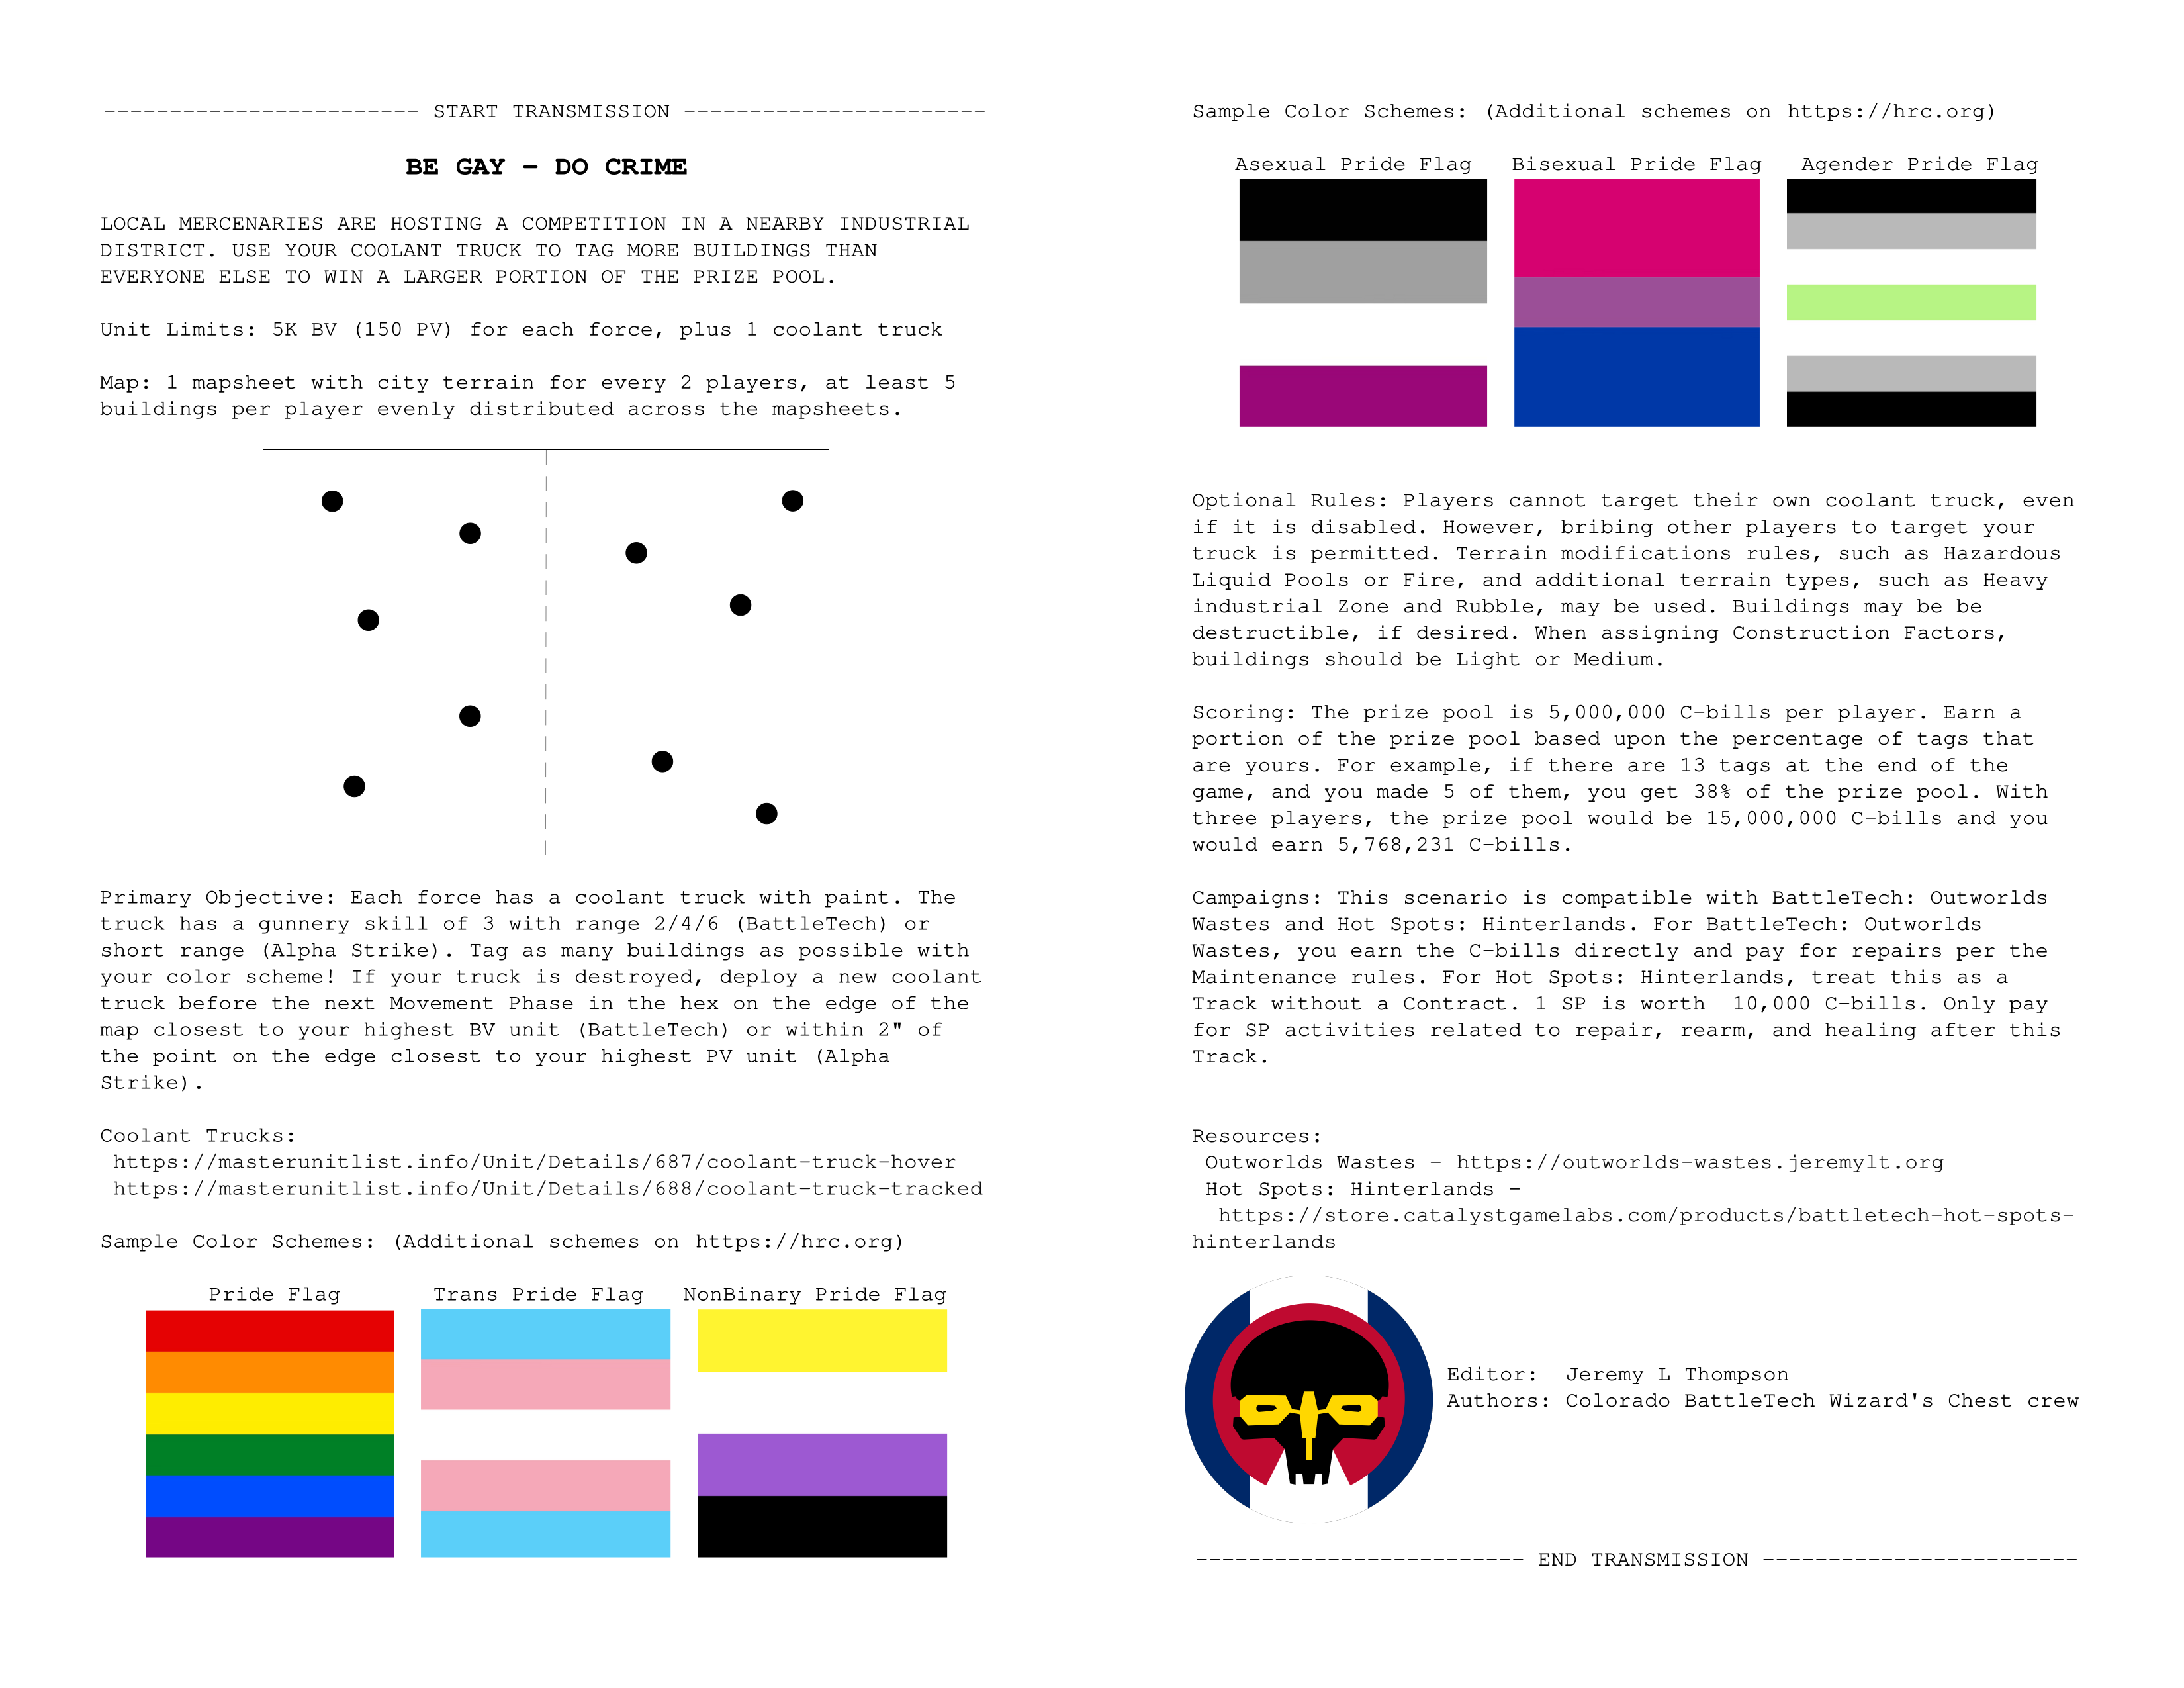 ------------------------ START TRANSMISSION -----------------------
BE GAY - DO CRIME
LOCAL MERCENARIES ARE HOSTING A COMPETITION IN A NEARBY INDUSTRIAL
DISTRICT. USE YOUR COOLANT TRUCK TO TAG MORE BUILDINGS THAN
EVERYONE ELSE TO WIN A LARGER PORTION OF THE PRIZE POOL.
Unit Limits: 5K BV (150 PV) for each force, plus 1 coolant truck
Map: 1 mapsheet with city terrain for every 2 players, at least 5
buildings per player evenly distributed across the mapsheets.
Primary Objective: Each force has a coolant truck with paint. The
truck has a gunnery skill of 3 with range 2/4/6 (BattleTech) or
short range (Alpha Strike). Tag as many buildings as possible with
your color scheme! If your truck is destroyed, deploy a new coolant
truck before the next Movement Phase in the hex on the edge of the
map closest to your highest BV unit (BattleTech) or within 2" of
the point on the edge closest to your highest PV unit (Alpha
Strike).
Coolant Trucks:
https://masterunitlist.info/Unit/Details/687/coolant-truck-hover
https://masterunitlist.info/Unit/Details/688/coolant-truck-tracked
Sample Color Schemes: (Additional schemes on https://hrc.org)
Pride Flag Trans Pride Flag NonBinary Pride Flag
Sample Color Schemes: (Additional schemes on https://hrc.org)
Asexual Pride Flag Bisexual Pride Flag Agender Pride Flag
Optional Rules: Players cannot target their own coolant truck, even
if it is disabled. However, bribing other players to target your
truck is permitted. Terrain modifications rules, such as Hazardous
Liquid Pools or Fire, and additional terrain types, such as Heavy
industrial Zone and Rubble, may be used. Buildings may be be
destructible, if desired. When assigning Construction Factors,
buildings should be Light or Medium.
Scoring: The prize pool is 5,000,000 C-bills per player. Earn a
portion of the prize pool based upon the percentage of tags that
are yours. For example, if there are 13 tags at the end of the
game, and you made 5 of them, you get 38% of the prize pool. With
three players, the prize pool would be 15,000,000 C-bills and you
would earn 5,768,231 C-bills.
Campaigns: This scenario is compatible with BattleTech: Outworlds
Wastes and Hot Spots: Hinterlands. For BattleTech: Outworlds
Wastes, you earn the C-bills directly and pay for repairs per the
Maintenance rules. For Hot Spots: Hinterlands, treat this as a
Track without a Contract. 1 SP is worth  10,000 C-bills. Only pay
for SP activities related to repair, rearm, and healing after this
Track.
Resources:
Outworlds Wastes - https://outworlds-wastes.jeremylt.org
Hot Spots: Hinterlands -
https://store.catalystgamelabs.com/products/battletech-hot-spots-
hinterlands
Editor:  Jeremy L Thompson
Authors: Colorado BattleTech Wizard's Chest crew
------------------------- END TRANSMISSION ------------------------